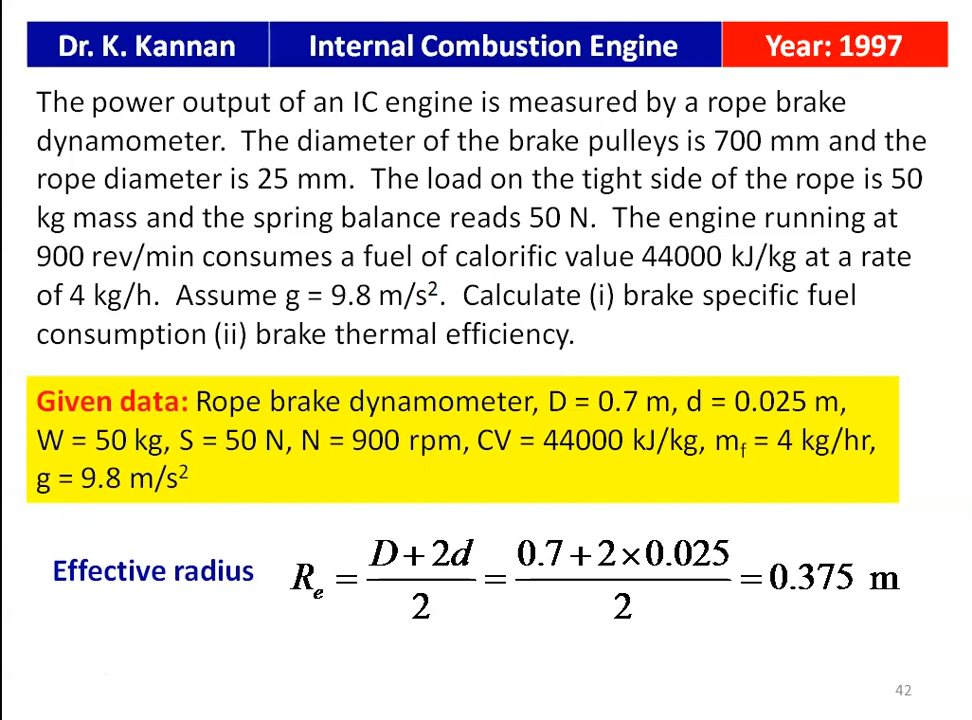 Dr. K. Kannan Internal Combustion Engine Year: 1997
The power output of an IC engine is measured by a rope brake
dynamometer. The diameter of the brake pulleys is 700 mm and the
rope diameter is 25 mm. The load on the tight side of the rope is 50
kg mass and the spring balance reads 50 N. The engine running at
900 rev/min consumes a fuel of calorific value 44000 kJ/kg at a rate
of 4 kg/h. Assume g = 9.8 m/s². Calculate (i) brake specific fuel
consumption (ii) brake thermal efficiency.
Given data: Rope brake dynamometer, D = 0.7 m, d = 0.025 m,
W = 50 kg, S = 50 N, N = 900 rpm, CV = 44000 kJ/kg, m_f = 4 kg/hr,
g = 9.8 m/s²
Effective radius R_e = (D + 2d)/2 = (0.7 + 2 × 0.025)/2 = 0.375 m
42